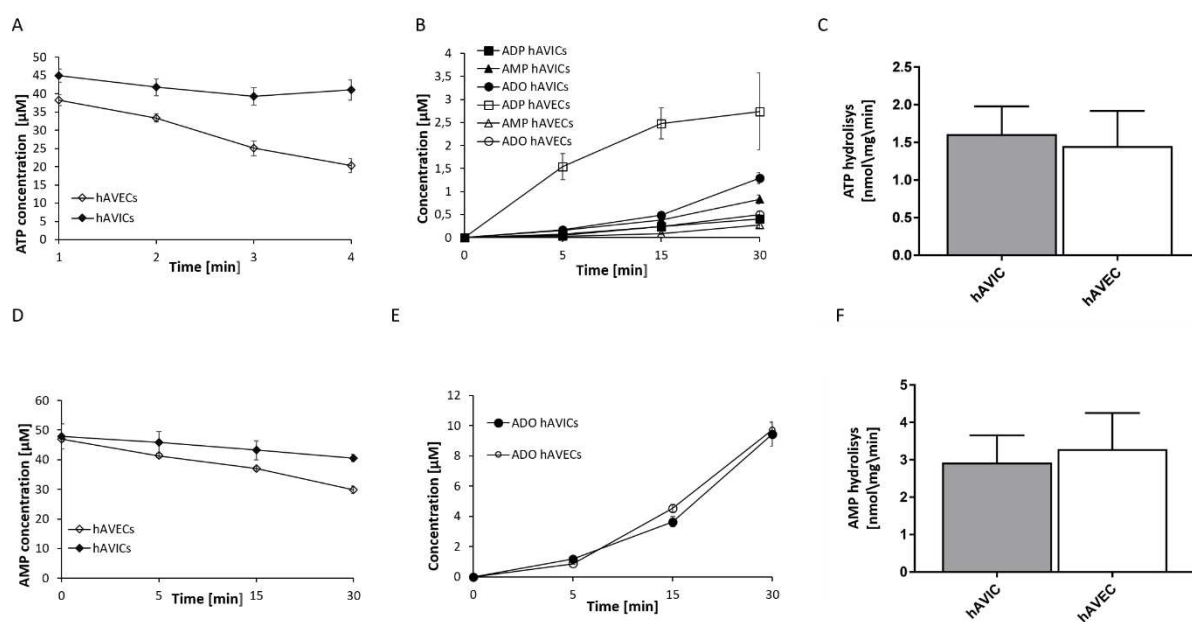 A
B
C
50
45
40
35
30
25
20
15
10
5
0
ATP concentration [µM]
hAVECs
hAVICs
1
2
3
4
Time [min]
4
3,5
3
2,5
2
1,5
1
0,5
0
Concentration [µM]
ADP hAVICs
AMP hAVICs
ADO hAVICs
ADP hAVECs
AMP hAVECs
ADO hAVECs
0
5
15
30
Time [min]
2.5
2.0
1.5
1.0
0.5
0.0
ATP hydrolisys
[nmol\mg\min]
hAVIC
hAVEC
D
E
F
60
50
40
30
20
10
0
AMP concentration [µM]
hAVECs
hAVICs
0
5
15
30
Time [min]
12
10
8
6
4
2
0
Concentration [µM]
ADO hAVICs
ADO hAVECs
0
5
15
30
Time [min]
5
4
3
2
1
0
AMP hydrolisys
[nmol\mg\min]
hAVIC
hAVEC